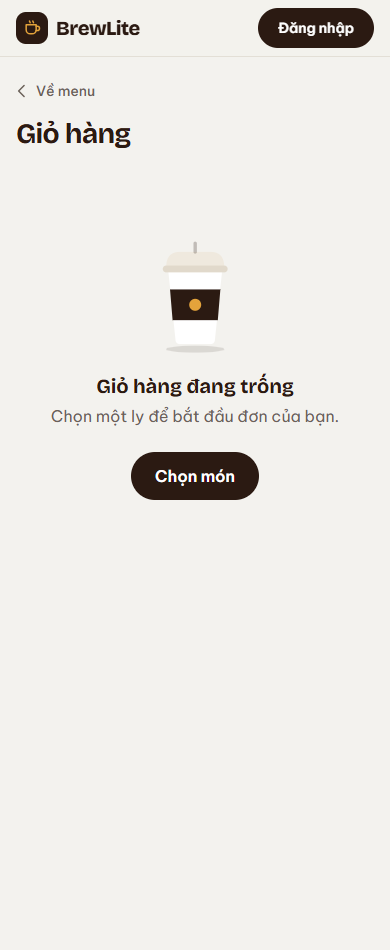 BrewLite
Đăng nhập
Về menu
Giỏ hàng
Giỏ hàng đang trống
Chọn một ly để bắt đầu đơn của bạn.
Chọn món